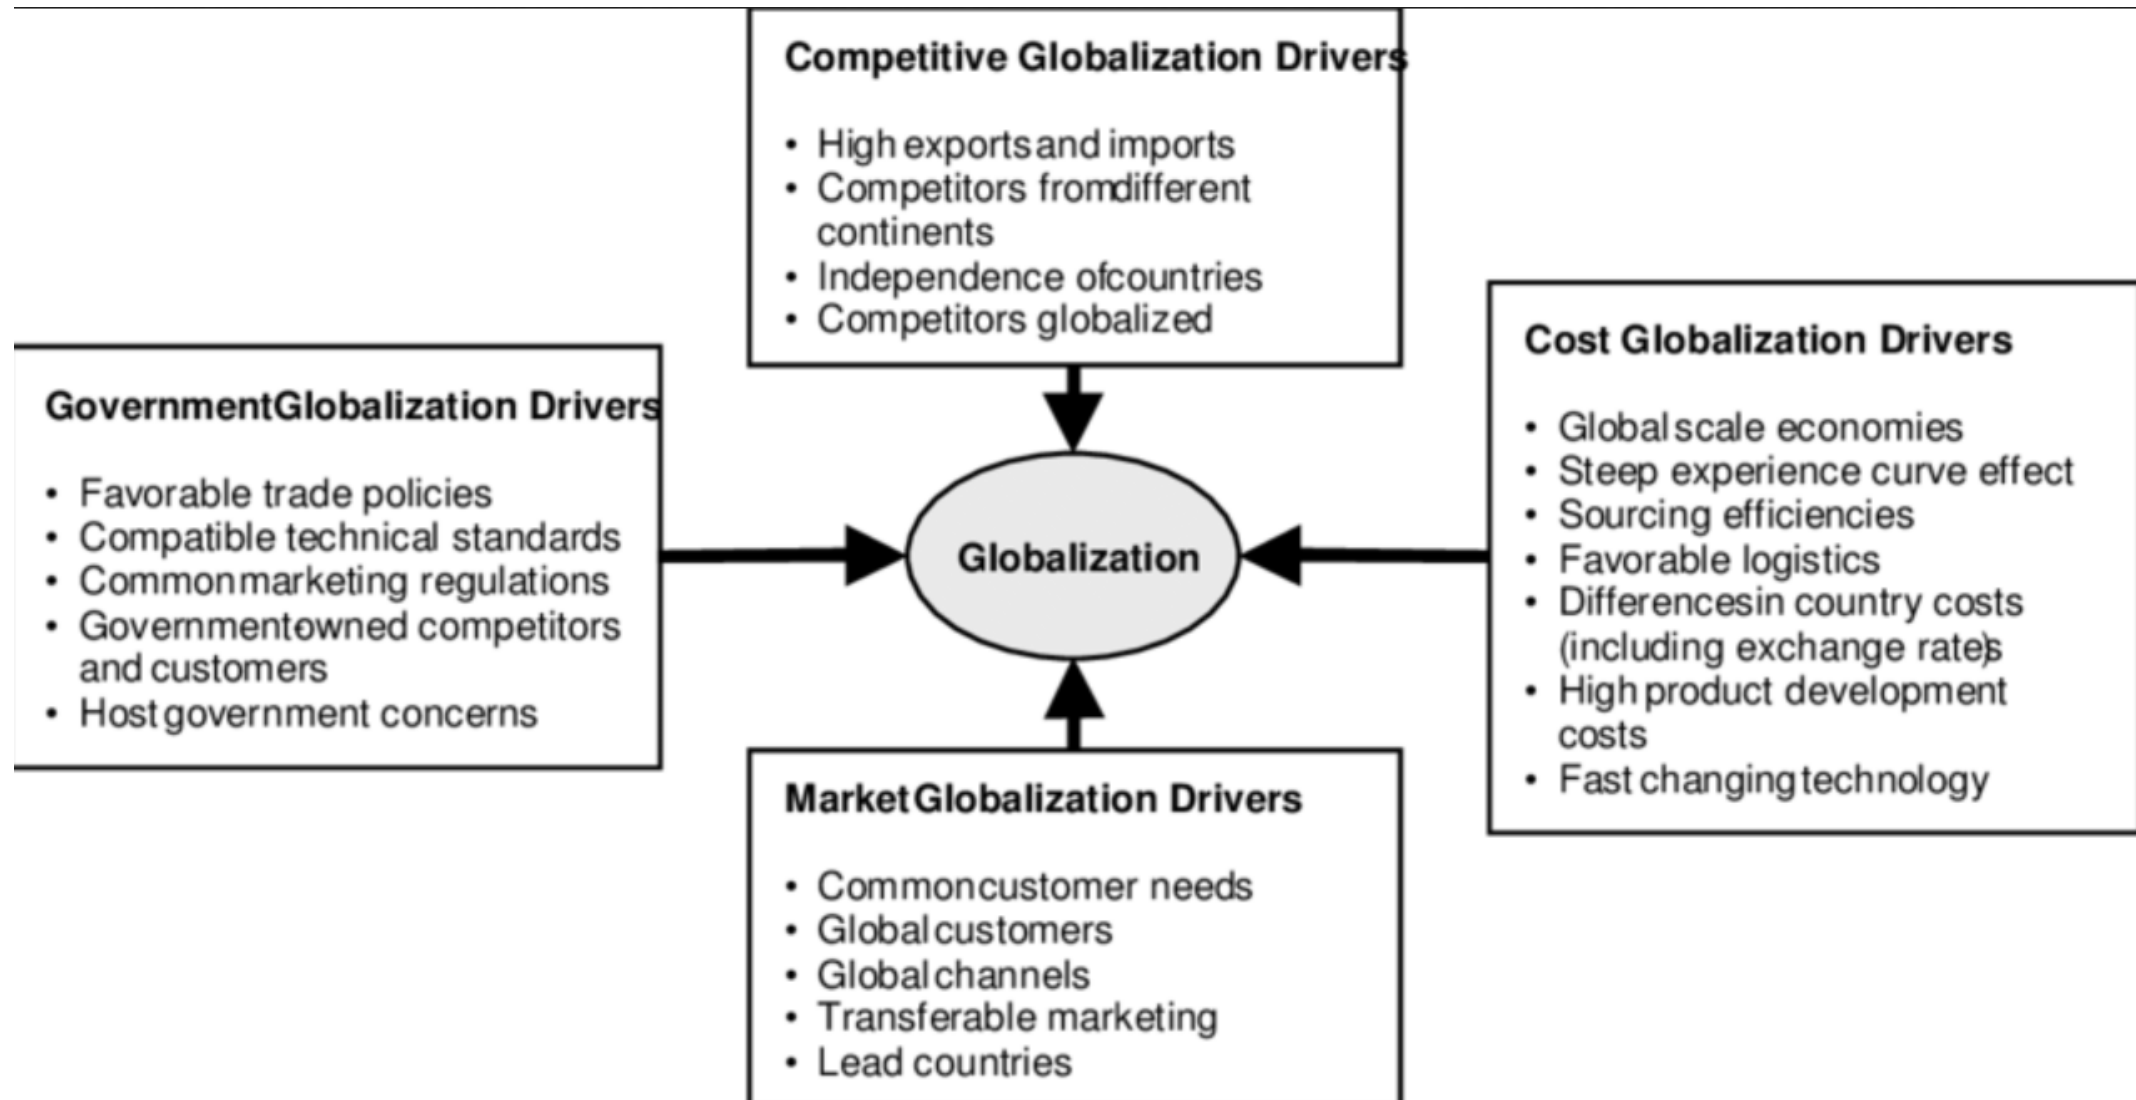 Competitive Globalization Drivers
• High exports and imports
• Competitors from different
continents
• Independence of countries
• Competitors globalized
Government Globalization Drivers
• Favorable trade policies
• Compatible technical standards
• Common marketing regulations
• Government-owned competitors
and customers
• Host government concerns
Globalization
Cost Globalization Drivers
• Global scale economies
• Steep experience curve effect
• Sourcing efficiencies
• Favorable logistics
• Differences in country costs
(including exchange rates)
• High product development
costs
• Fast changing technology
Market Globalization Drivers
• Common customer needs
• Global customers
• Global channels
• Transferable marketing
• Lead countries